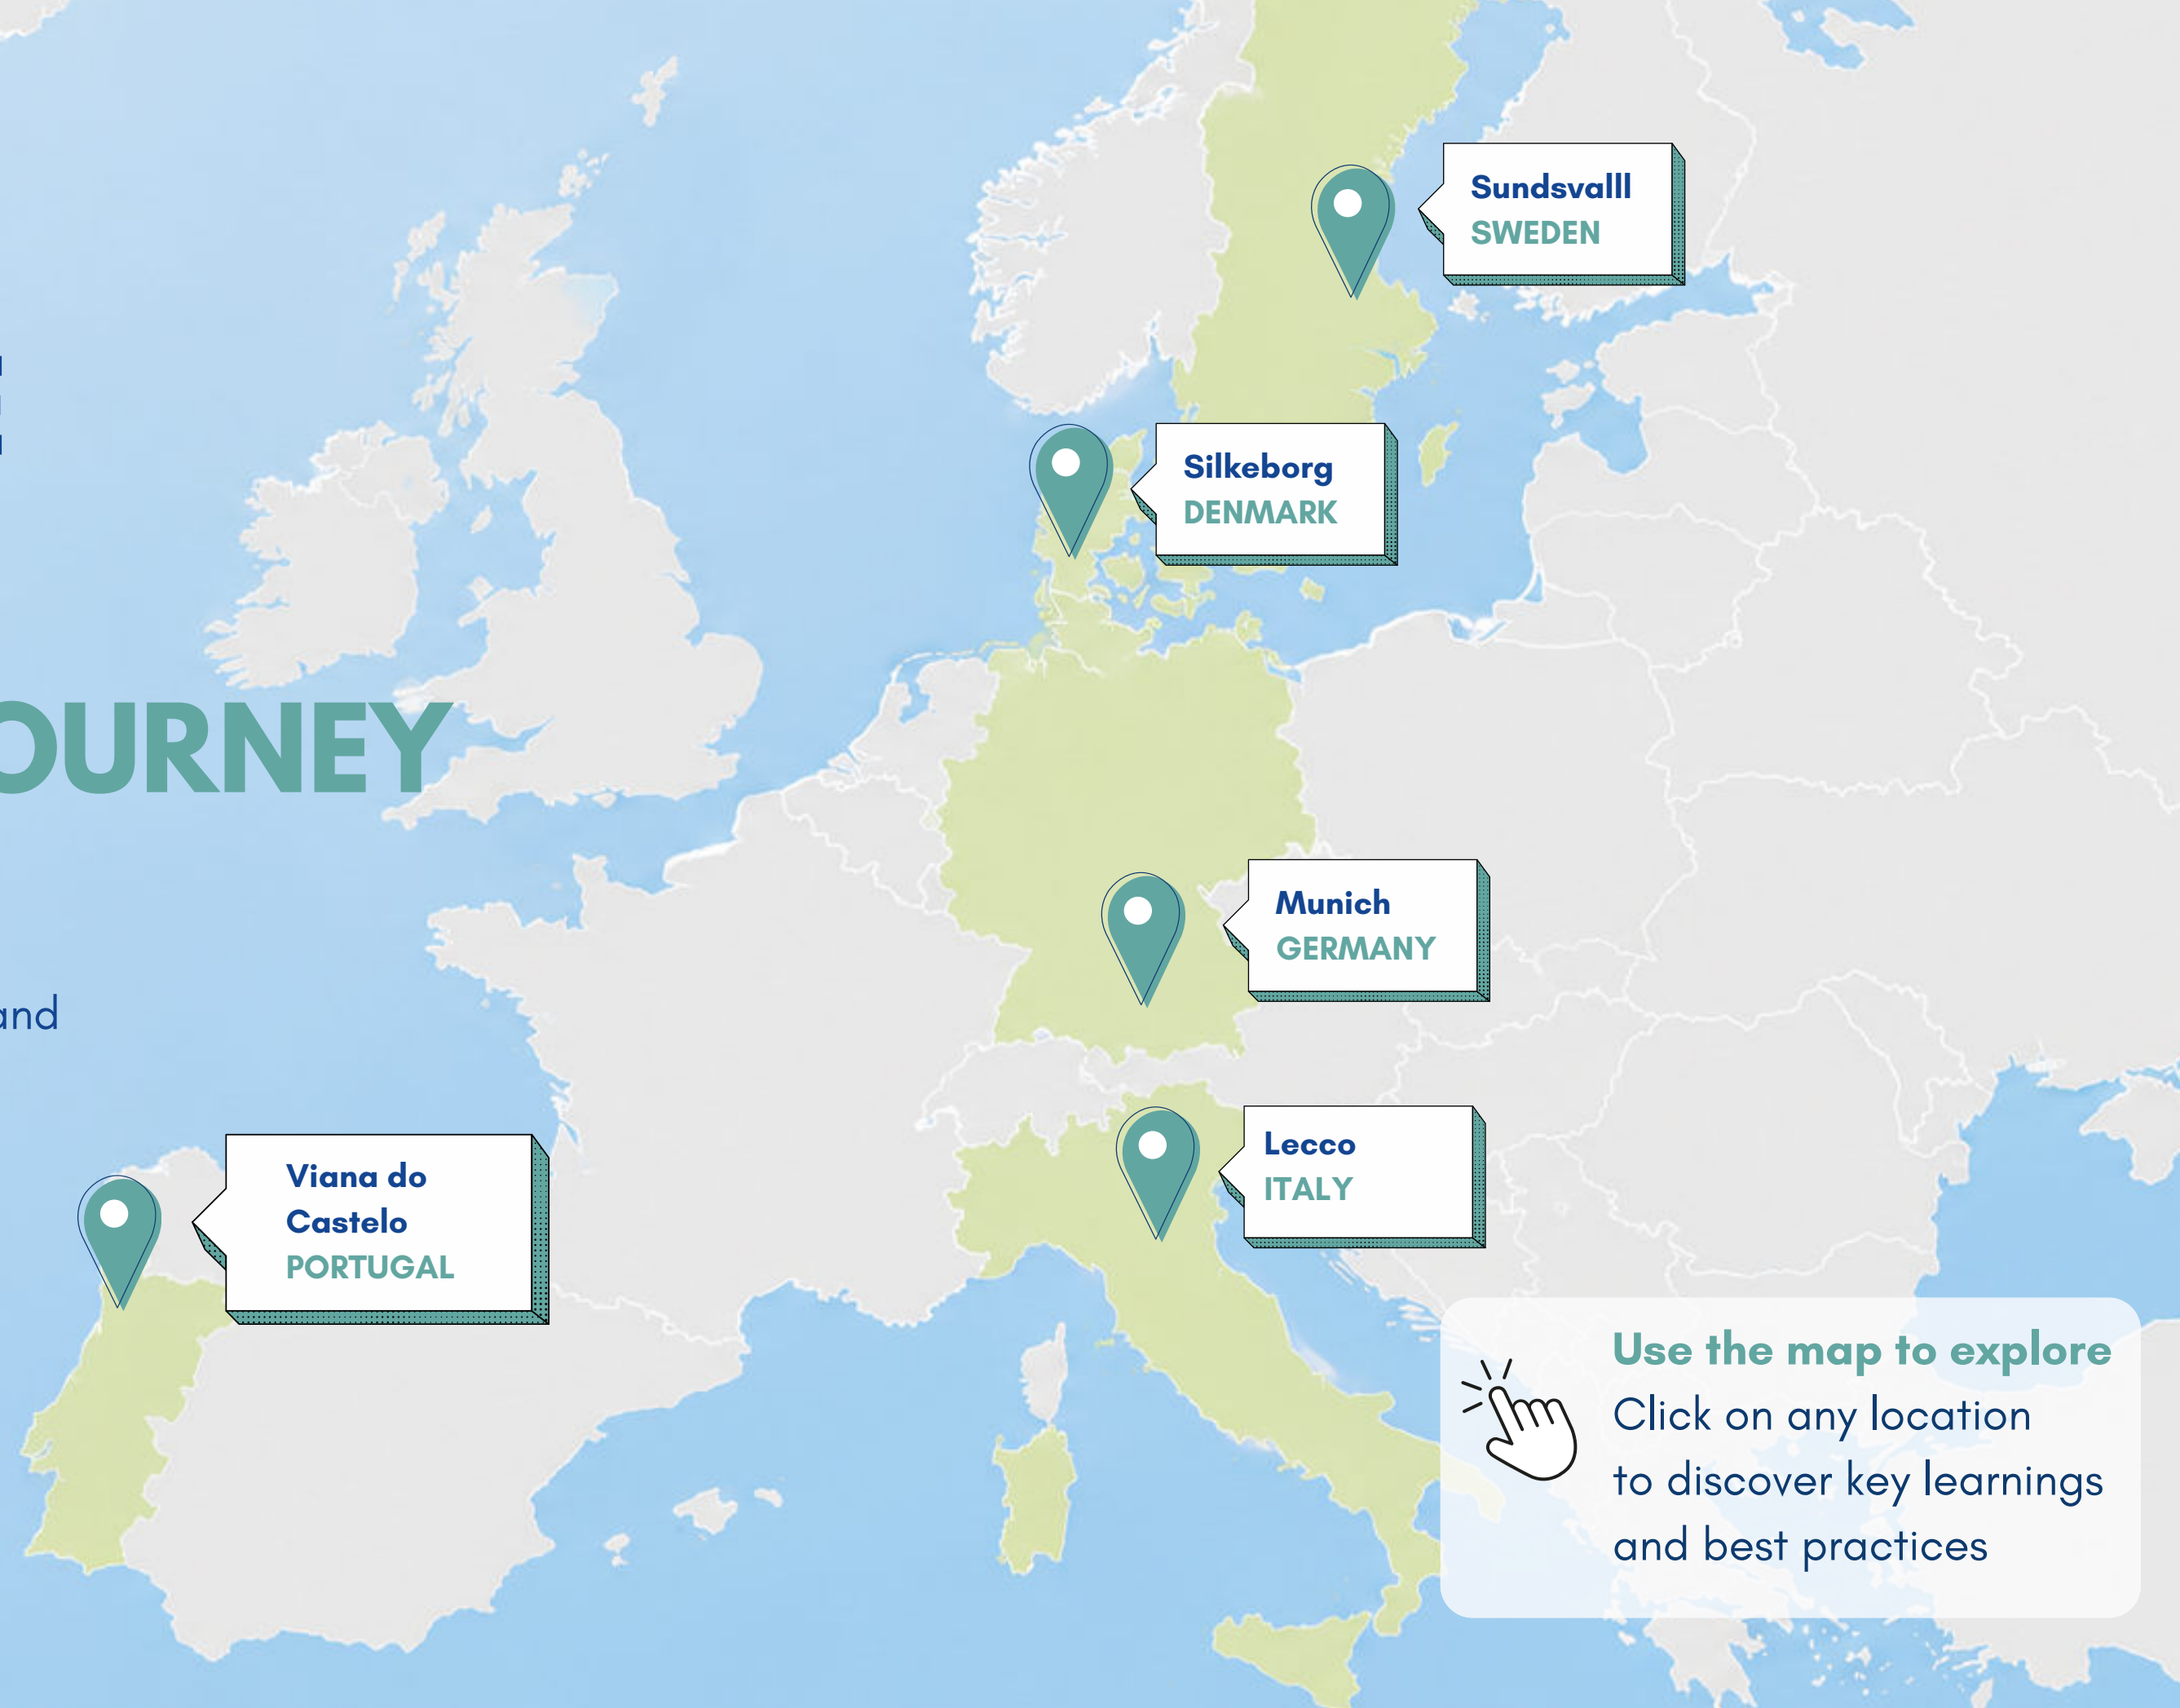 Sundsvalll
SWEDEN
Silkeborg
DENMARK
OURNEY
Munich
GERMANY
and
Lecco
ITALY
Viana do
Castelo
PORTUGAL
Use the map to explore
Click on any location
to discover key learnings
and best practices